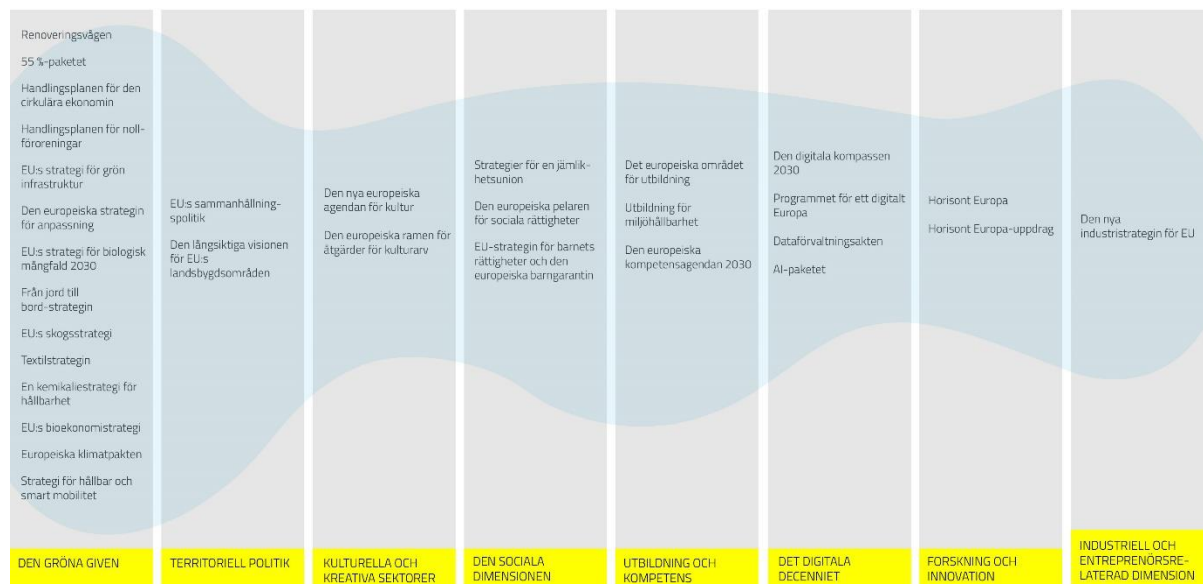 Renoveringsvågen
55 %-paketet
Handlingsplanen för den
cirkulära ekonomin
Handlingsplanen för noll-
föroreningar
EU:s strategi för grön
infrastruktur
Den europeiska strategin
för anpassning
EU:s strategi för biologisk
mångfald 2030
Från jord till
bord-strategin
EU:s skogsstrategi
Textilstrategin
En kemikaliestrategi för
hållbarhet
EU:s bioekonomistrategi
Europeiska klimatpakten
Strategi för hållbar och
smart mobilitet
DEN GRÖNA GIVEN
EU:s sammanhållning-
spolitik
Den långsiktiga visionen
för EU:s
landsbygdsområden
TERRITORIELL POLITIK
Den nya europeiska
agendan för kultur
Den europeiska ramen för
åtgärder för kulturarv
KULTURELLA OCH
KREATIVA SEKTORER
Strategier för en jämlik-
hetsunion
Den europeiska pelaren
för sociala rättigheter
EU-strategin för barnets
rättigheter och den
europeiska barngarantin
DEN SOCIALA
DIMENSIONEN
Det europeiska området
för utbildning
Utbildning för
miljöhållbarhet
Den europeiska
kompetensagendan 2030
UTBILDNING OCH
KOMPETENS
Den digitala kompassen
2030
Programmet för ett digitalt
Europa
Dataförvaltningsakten
AI-paketet
DET DIGITALA
DECENNIET
Horisont Europa
Horisont Europa-uppdrag
FORSKNING OCH
INNOVATION
Den nya
industristrategin för EU
INDUSTRIELL OCH
ENTREPRENÖRSRE-
LATERAD DIMENSION